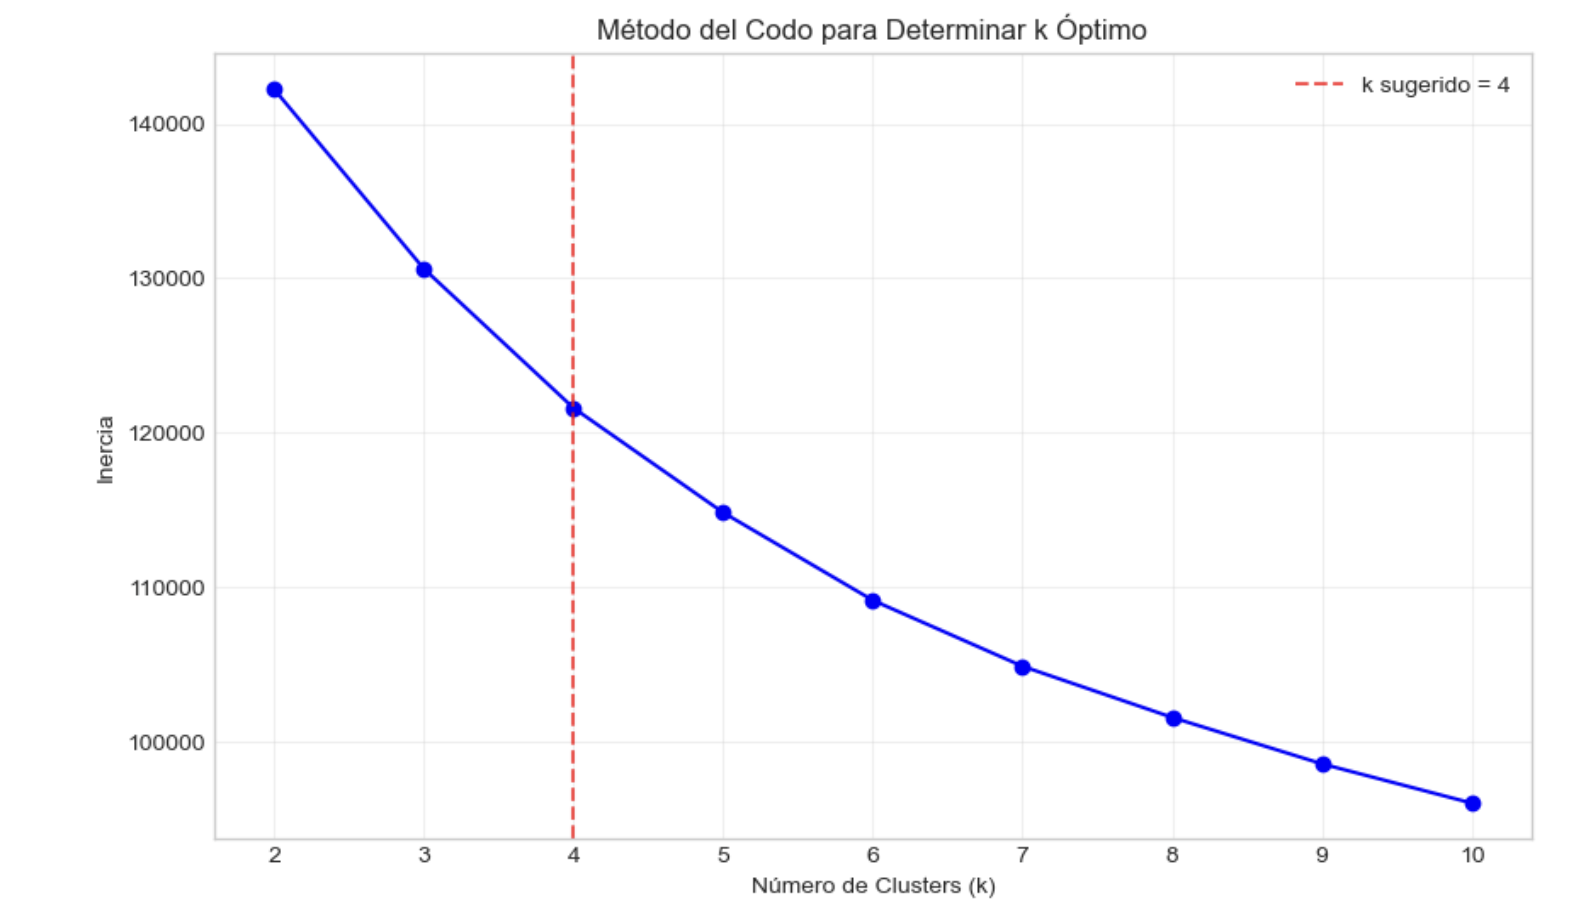 Método del Codo para Determinar k Óptimo
k sugerido = 4
140000
130000
120000
110000
100000
Inercia
2 3 4 5 6 7 8 9 10
Número de Clusters (k)